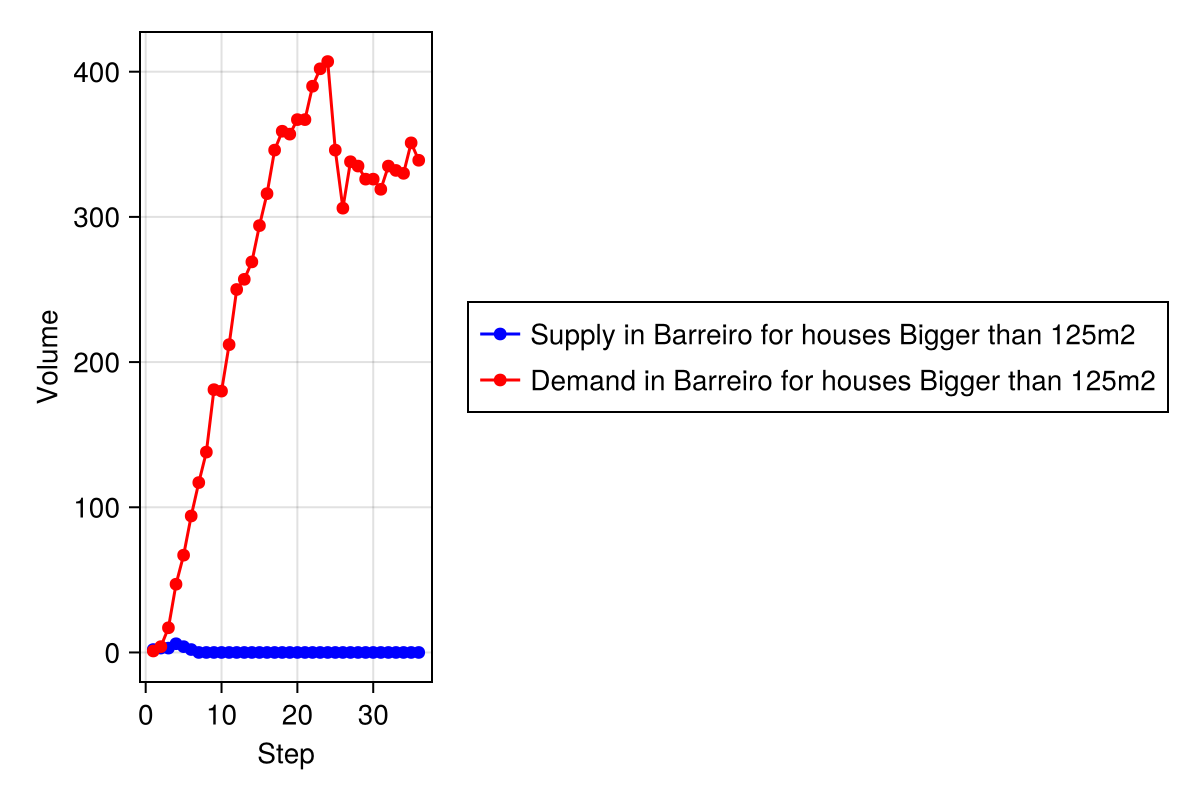 Volume
400
300
200
100
0
0 10 20 30
Step
Supply in Barreiro for houses Bigger than 125m2
Demand in Barreiro for houses Bigger than 125m2